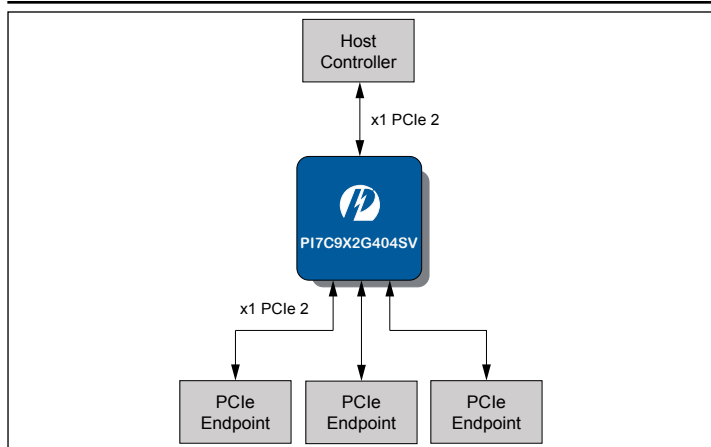 Host
Controller
x1 PCIe 2
PI7C9X2G404SV
x1 PCIe 2
PCIe
Endpoint
PCIe
Endpoint
PCIe
Endpoint